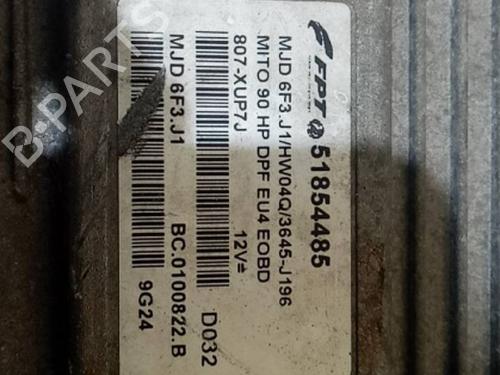 FPT 51854485
MJD 6F3.J1/HW04Q/3645-J196
MITO 90 HP DPF EU4 EOBD
807-XUP7J 12V= D032
MJD 6F3.J1 BC.0100822.B
9G24
B-PARTS